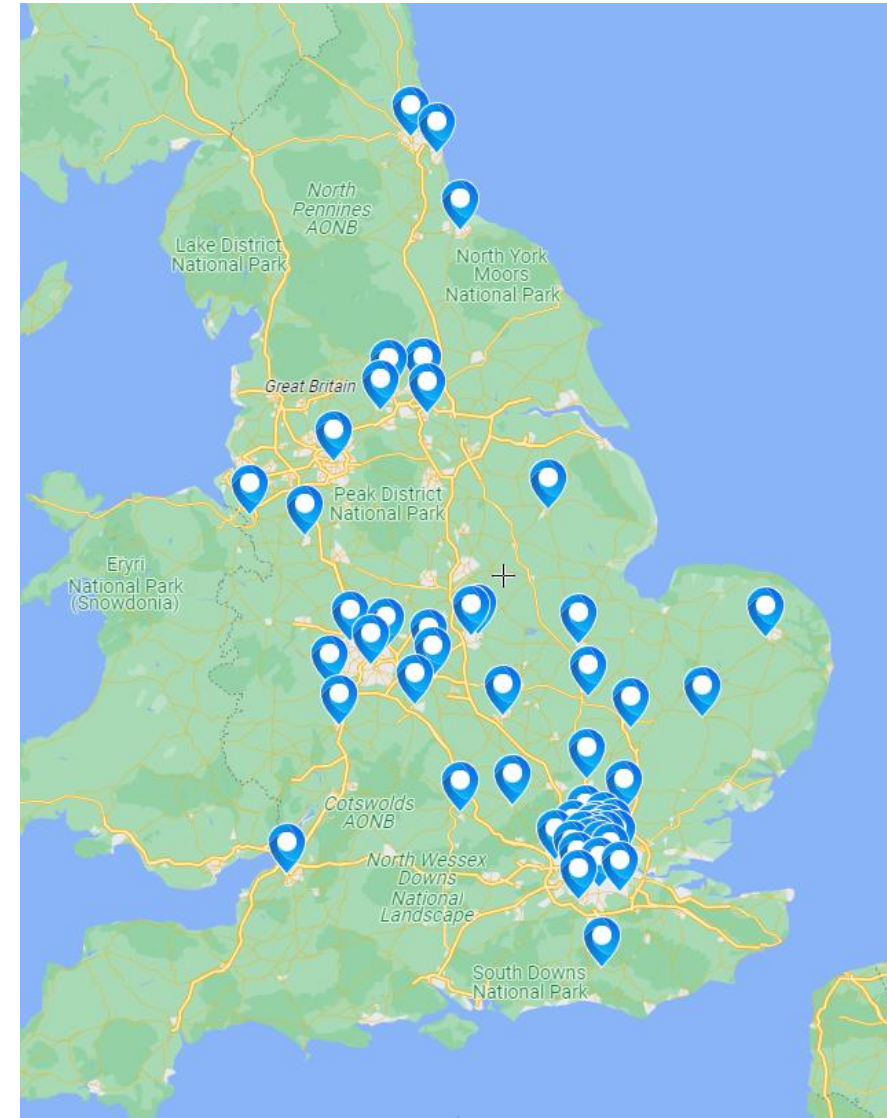 North
Pennines
AONB
Lake District
National Park
North York
Moors
National Park
Great Britain
Peak District
National Park
Eryri
National Park
(Snowdonia)
Cotswolds
AONB
North Wessex
Downs
National
Landscape
South Downs
National Park